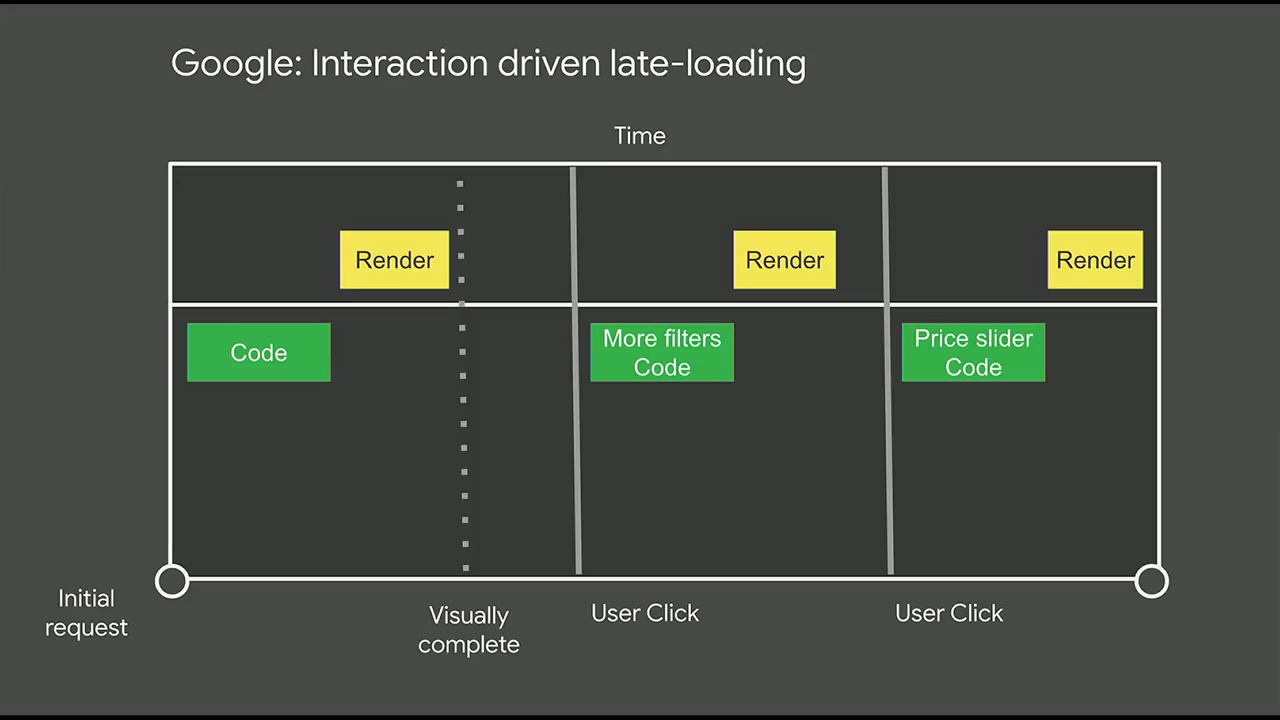 Google: Interaction driven late-loading
Time
Render
Render
Render
Code
More filters
Code
Price slider
Code
Initial
request
Visually
complete
User Click
User Click